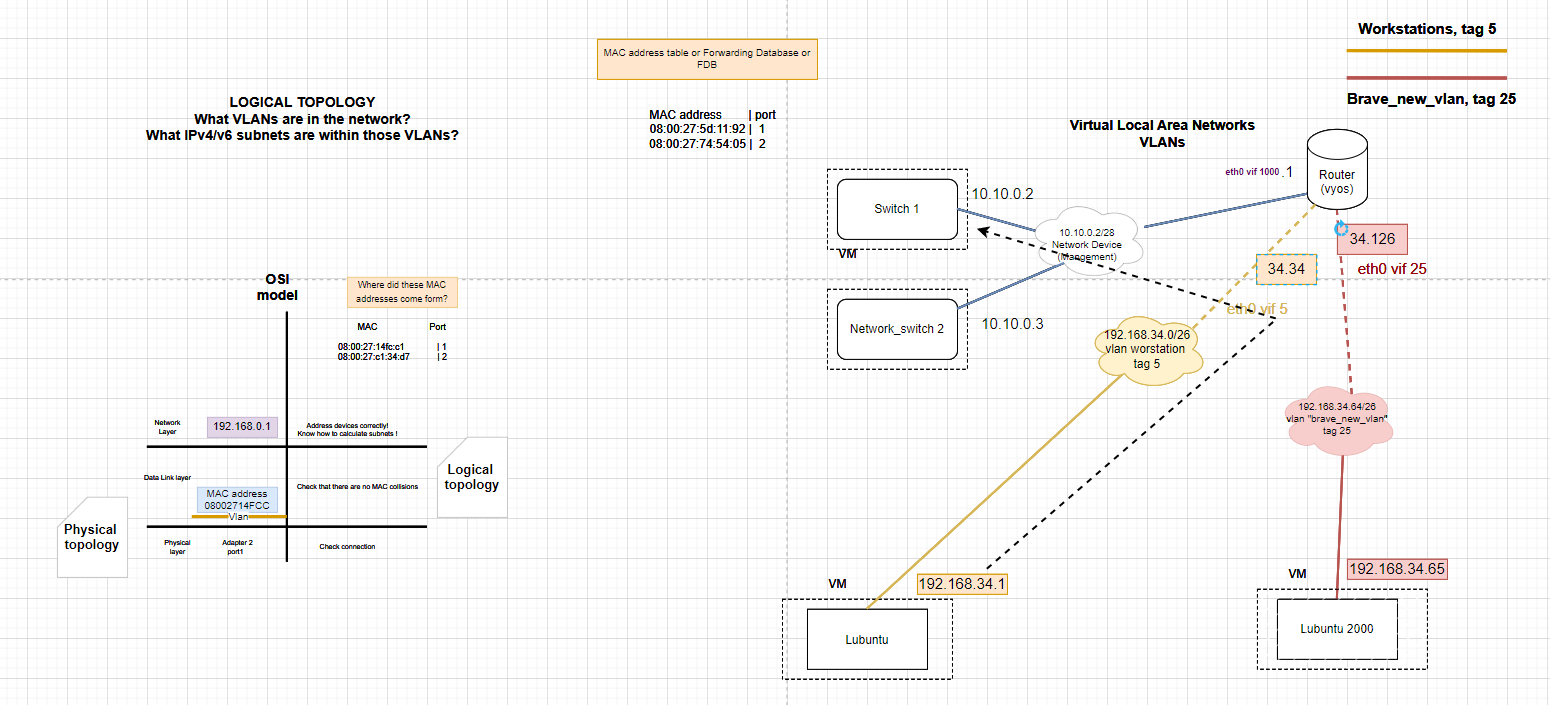 Workstations, tag 5
Brave_new_vlan, tag 25
MAC address table or Forwarding Database or
FDB
LOGICAL TOPOLOGY
What VLANs are in the network?
What IPv4/v6 subnets are within those VLANs?
MAC address | port
08:00:27:5d:11:92 | 1
08:00:27:74:54:05 | 2
Virtual Local Area Networks
VLANs
eth0 vif 1000 .1
Router
(vyos)
Switch 1
10.10.0.2
VM
10.10.0.2/28
Network Device
(Mangement)
34.126
eth0 vif 25
34.34
eth0 vif 5
Network_switch 2
10.10.0.3
192.168.34.0/26
vlan worstation
tag 5
192.168.34.64/26
vlan "brave_new_vlan"
tag 25
OSI
model
Where did these MAC
addresses come form?
MAC Port
08:00:27:14fc:c1 | 1
08:00:27:c1:34:d7 | 2
Network
Layer
192.168.0.1
Address devices correctly!
Know how to calculate subnets !
Logical
topology
Data Link layer
MAC address
08002714FCC
Vlan
Check that there are no MAC collisions
Physical
topology
Physical
layer
Adapter 2
port1
Check connection
VM
192.168.34.1
Lubuntu
VM
192.168.34.65
Lubuntu 2000